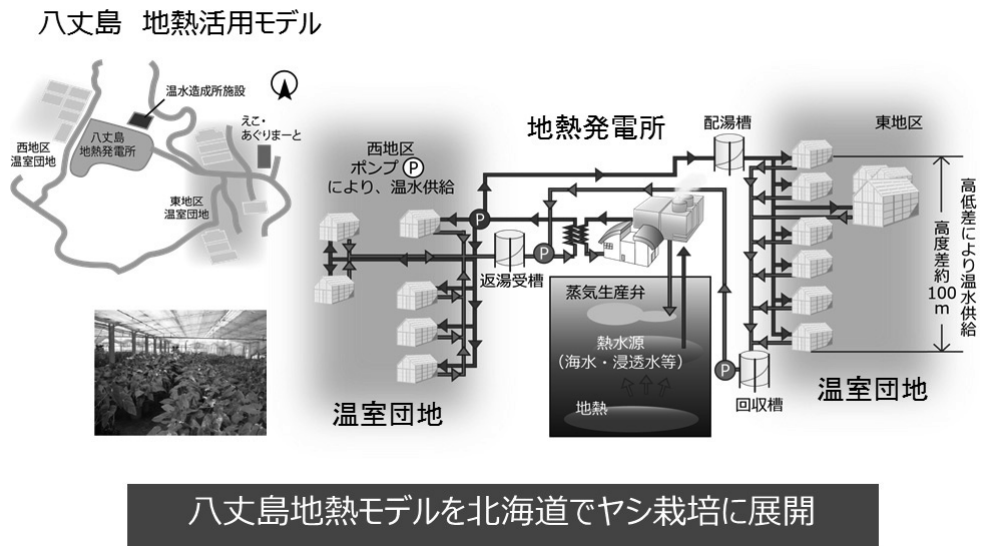 八丈島 地熱活用モデル
温水造成所施設
えこ・
あぐりまーと
八丈島
地熱発電所
西地区
温室団地
東地区
温室団地
西地区
ポンプ P
により、温水供給
地熱発電所
配湯槽
東地区
P
P
返湯受槽
蒸気生産弁
熱水源
(海水・浸透水等)
地熱
P
回収槽
高低差により温水供給
高度差約100m
温室団地
温室団地
八丈島地熱モデルを北海道でヤシ栽培に展開